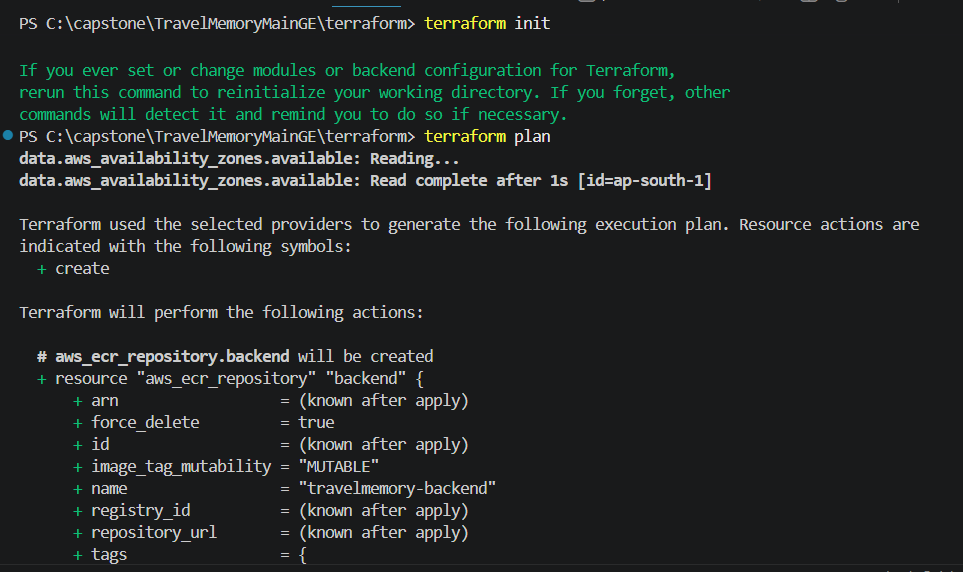 PS C:\capstone\TravelMemoryMainGE\terraform> terraform init
If you ever set or change modules or backend configuration for Terraform,
rerun this command to reinitialize your working directory. If you forget, other
commands will detect it and remind you to do so if necessary.
PS C:\capstone\TravelMemoryMainGE\terraform> terraform plan
data.aws_availability_zones.available: Reading...
data.aws_availability_zones.available: Read complete after 1s [id=ap-south-1]
Terraform used the selected providers to generate the following execution plan. Resource actions are
indicated with the following symbols:
+ create
Terraform will perform the following actions:
# aws_ecr_repository.backend will be created
+ resource "aws_ecr_repository" "backend" {
+ arn = (known after apply)
+ force_delete = true
+ id = (known after apply)
+ image_tag_mutability = "MUTABLE"
+ name = "travelmemory-backend"
+ registry_id = (known after apply)
+ repository_url = (known after apply)
+ tags = {